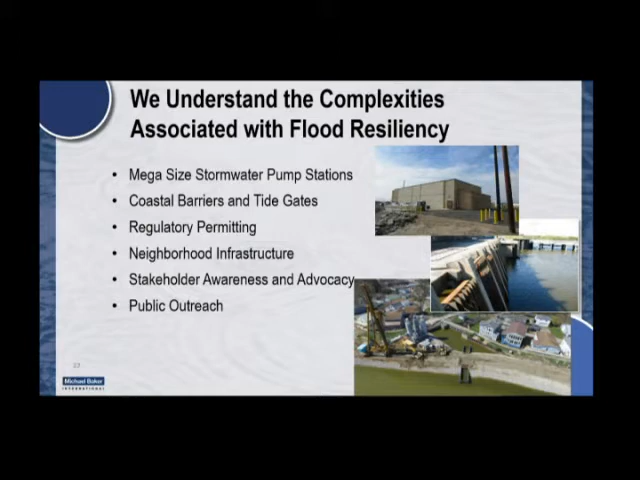 We Understand the Complexities
Associated with Flood Resiliency
• Mega Size Stormwater Pump Stations
• Coastal Barriers and Tide Gates
• Regulatory Permitting
• Neighborhood Infrastructure
• Stakeholder Awareness and Advocacy
• Public Outreach
Michael Baker
INTERNATIONAL